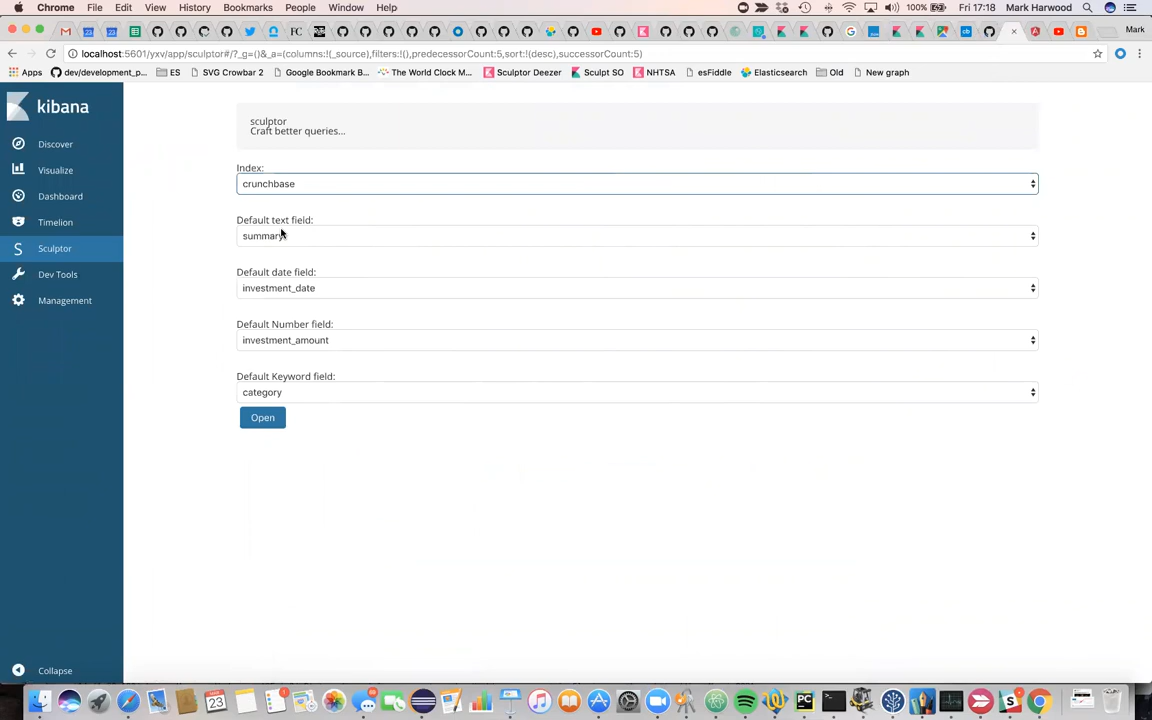 Chrome File Edit View History Bookmarks People Window Help 100% Fri 17:18 Mark Harwood
Mark
localhost:5601/yxv/app/sculptor#/?_g=()&_a=(columns:!(_source),filters:!(),predecessorCount:5,sort:!(desc),successorCount:5)
Apps dev/development_p... ES SVG Crowbar 2 Google Bookmark B... The World Clock M... Sculptor Deezer Sculpt SO NHTSA esFiddle Elasticsearch Old New graph
kibana
Discover
Visualize
Dashboard
Timelion
Sculptor
Dev Tools
Management
Collapse
sculptor
Craft better queries...
Index:
crunchbase
Default text field:
summary
Default date field:
investment_date
Default Number field:
investment_amount
Default Keyword field:
category
Open